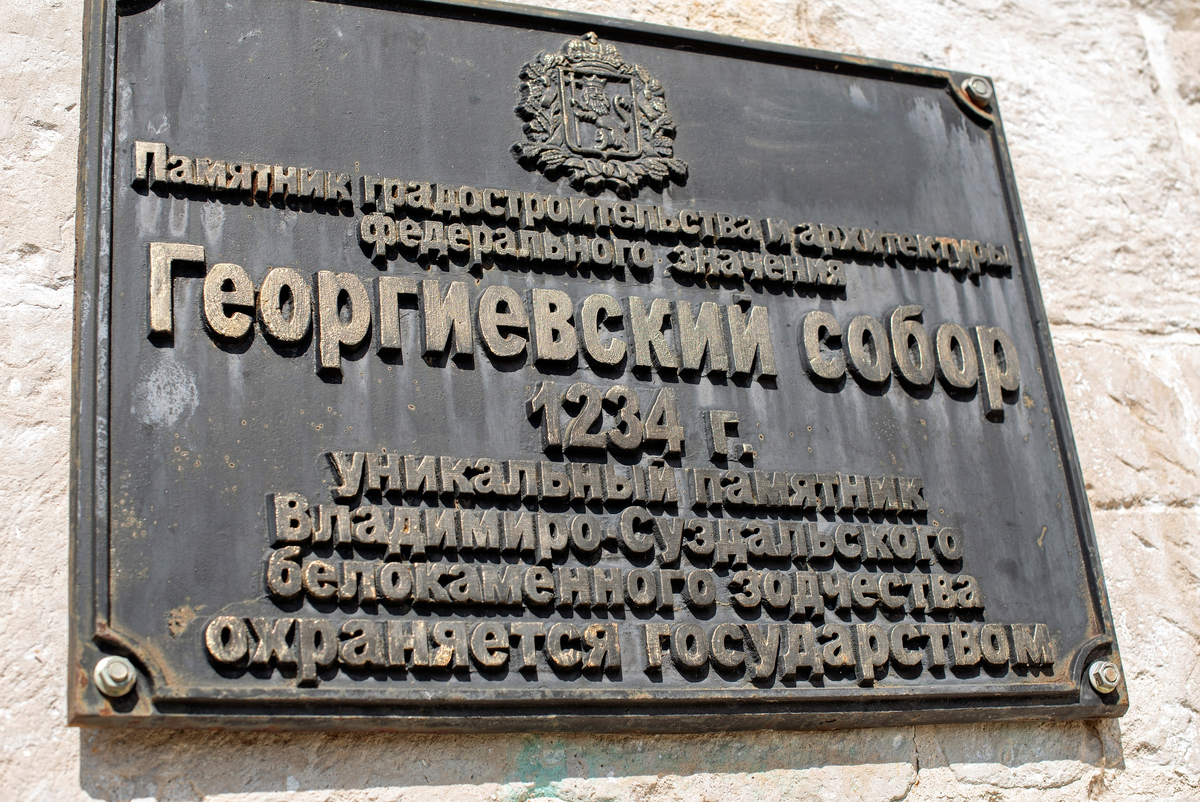 Памятник градостроительства и архитектуры
федерального значения
Георгиевский собор
1234 г.
уникальный памятник
Владимиро-Суздальского
белокаменного зодчества
охраняется государством